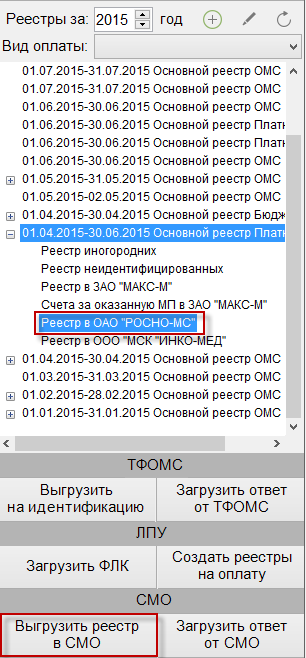 Реестры за: 2015 год
Вид оплаты:
01.07.2015-31.07.2015 Основной реестр ОМС
01.07.2015-31.07.2015 Основной реестр ОМС
01.06.2015-30.06.2015 Основной реестр ОМС
01.06.2015-30.06.2015 Основной реестр Платн
01.06.2015-30.06.2015 Основной реестр Платн
01.06.2015-30.06.2015 Основной реестр ОМС
01.05.2015-31.05.2015 Основной реестр ОМС
01.05.2015-02.05.2015 Основной реестр ОМС
01.04.2015-30.04.2015 Основной реестр Бюдж
01.04.2015-30.06.2015 Основной реестр Платн
Реестр иногородних
Реестр неидентифицированных
Реестр в ЗАО "МАКС-М"
Счета за оказанную МП в ЗАО "МАКС-М"
Реестр в ОАО "РОСНО-МС"
Реестр в ООО "МСК "ИНКО-МЕД"
01.04.2015-30.04.2015 Основной реестр ОМС
01.03.2015-31.03.2015 Основной реестр ОМС
01.02.2015-28.02.2015 Основной реестр ОМС
01.01.2015-31.01.2015 Основной реестр ОМС
ТФОМС
Выгрузить
на идентификацию
Загрузить ответ
от ТФОМС
ЛПУ
Загрузить ФЛК
Создать реестры
на оплату
СМО
Выгрузить реестр
в СМО
Загрузить ответ
от СМО